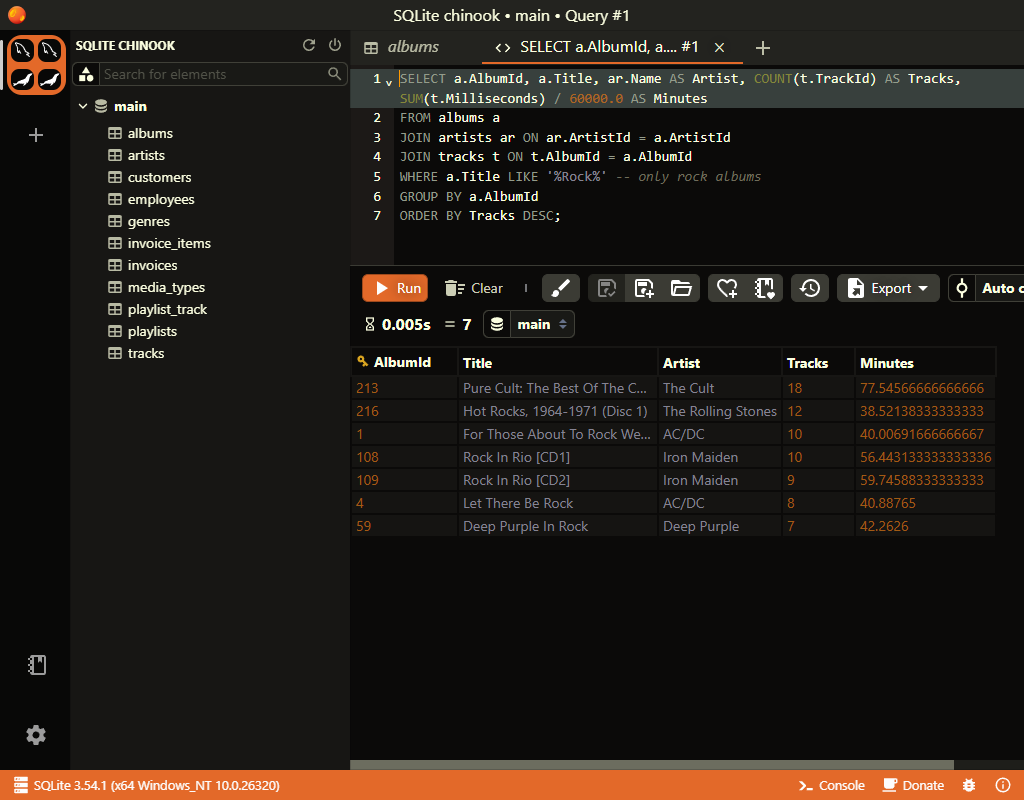 SQLite chinook • main • Query #1
SQLITE CHINOOK
Search for elements
main
albums
artists
customers
employees
genres
invoice_items
invoices
media_types
playlist_track
playlists
tracks
albums
<> SELECT a.AlbumId, a.... #1 × +
1 SELECT a.AlbumId, a.Title, ar.Name AS Artist, COUNT(t.TrackId) AS Tracks,
SUM(t.Milliseconds) / 60000.0 AS Minutes
2 FROM albums a
3 JOIN artists ar ON ar.ArtistId = a.ArtistId
4 JOIN tracks t ON t.AlbumId = a.AlbumId
5 WHERE a.Title LIKE '%Rock%' -- only rock albums
6 GROUP BY a.AlbumId
7 ORDER BY Tracks DESC;
Run Clear Export Auto c
0.005s = 7 main
AlbumId Title Artist Tracks Minutes
213 Pure Cult: The Best Of The C... The Cult 18 77.54566666666666
216 Hot Rocks, 1964-1971 (Disc 1) The Rolling Stones 12 38.52138333333333
1 For Those About To Rock We... AC/DC 10 40.00691666666667
108 Rock In Rio [CD1] Iron Maiden 10 56.443133333333336
109 Rock In Rio [CD2] Iron Maiden 9 59.74588333333333
4 Let There Be Rock AC/DC 8 40.88765
59 Deep Purple In Rock Deep Purple 7 42.2626
SQLite 3.54.1 (x64 Windows_NT 10.0.26320) Console Donate